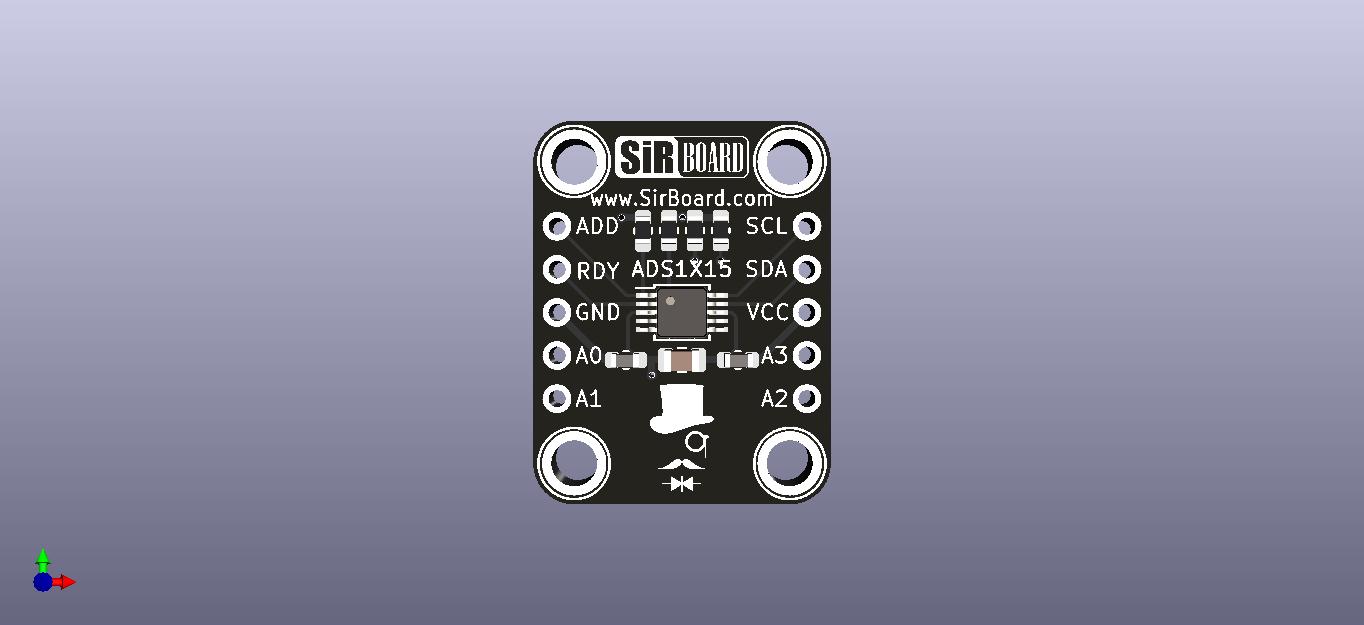 SiR BOARD
www.SirBoard.com
ADD SCL
RDY ADS1X15 SDA
GND VCC
A0 A3
A1 A2